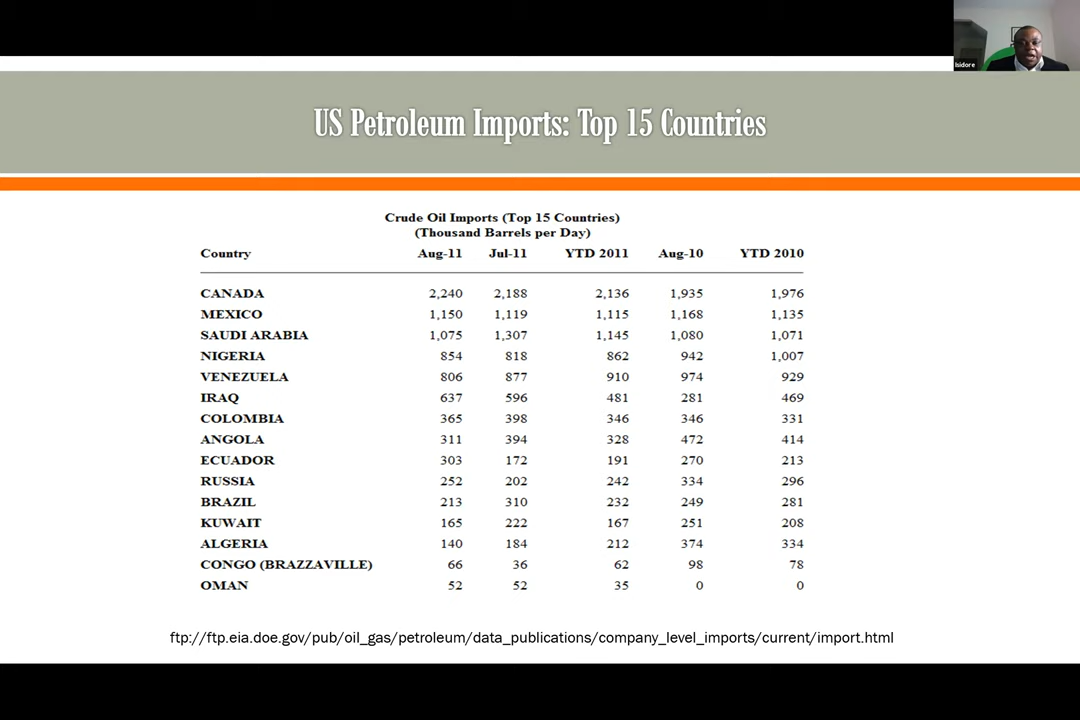 Isidore
US Petroleum Imports: Top 15 Countries
Crude Oil Imports (Top 15 Countries)
(Thousand Barrels per Day)
Country Aug-11 Jul-11 YTD 2011 Aug-10 YTD 2010
CANADA 2,240 2,188 2,136 1,935 1,976
MEXICO 1,150 1,119 1,115 1,168 1,135
SAUDI ARABIA 1,075 1,307 1,145 1,080 1,071
NIGERIA 854 818 862 942 1,007
VENEZUELA 806 877 910 974 929
IRAQ 637 596 481 281 469
COLOMBIA 365 398 346 346 331
ANGOLA 311 394 328 472 414
ECUADOR 303 172 191 270 213
RUSSIA 252 202 242 334 296
BRAZIL 213 310 232 249 281
KUWAIT 165 222 167 251 208
ALGERIA 140 184 212 374 334
CONGO (BRAZZAVILLE) 66 36 62 98 78
OMAN 52 52 35 0 0
ftp://ftp.eia.doe.gov/pub/oil_gas/petroleum/data_publications/company_level_imports/current/import.html